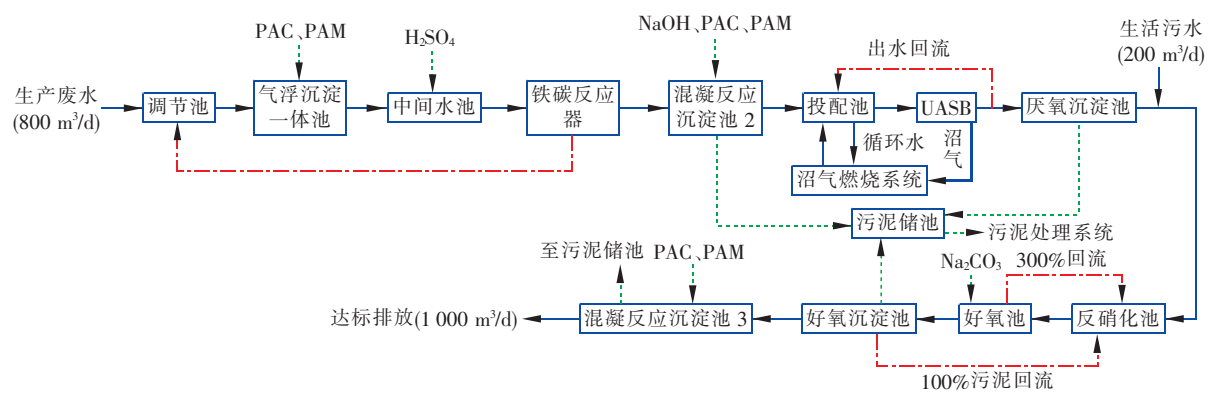 PAC、PAM
H₂SO₄
NaOH、PAC、PAM
出水回流
生活污水
(200 m³/d)
生产废水
(800 m³/d)
调节池
气浮沉淀
一体池
中间水池
铁碳反应
器
混凝反应
沉淀池 2
投配池
UASB
厌氧沉淀池
循环水
沼
气
沼气燃烧系统
污泥储池
污泥处理系统
至污泥储池
PAC、PAM
Na₂CO₃
300%回流
达标排放(1 000 m³/d)
混凝反应沉淀池 3
好氧沉淀池
好氧池
反硝化池
100%污泥回流